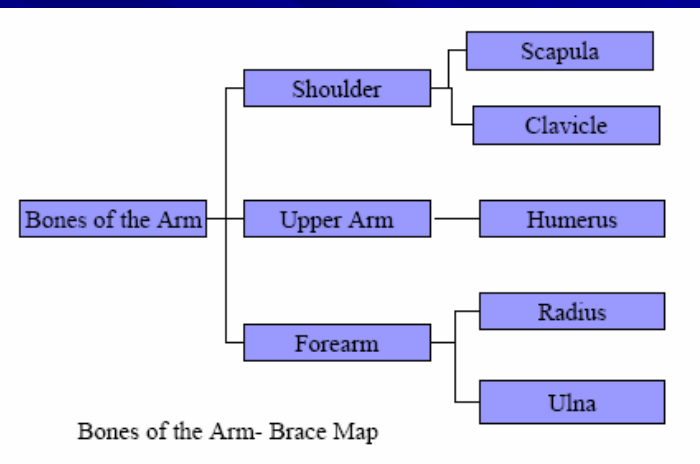 Bones of the Arm
Shoulder
Scapula
Clavicle
Upper Arm
Humerus
Forearm
Radius
Ulna
Bones of the Arm- Brace Map